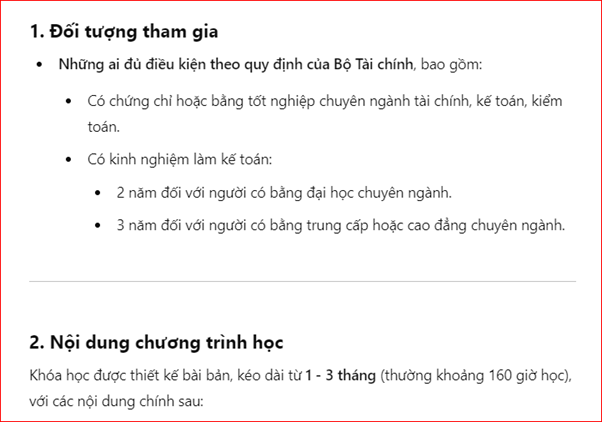 1. Đối tượng tham gia
• Những ai đủ điều kiện theo quy định của Bộ Tài chính, bao gồm:
• Có chứng chỉ hoặc bằng tốt nghiệp chuyên ngành tài chính, kế toán, kiểm
toán.
• Có kinh nghiệm làm kế toán:
• 2 năm đối với người có bằng đại học chuyên ngành.
• 3 năm đối với người có bằng trung cấp hoặc cao đẳng chuyên ngành.
2. Nội dung chương trình học
Khóa học được thiết kế bài bản, kéo dài từ 1 - 3 tháng (thường khoảng 160 giờ học),
với các nội dung chính sau: